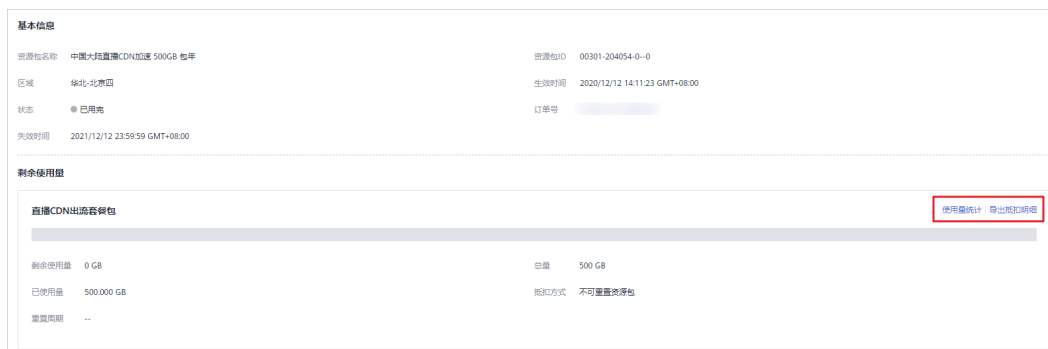 基本信息
资源包名称 中国大陆直播CDN加速 500GB 包年 资源包ID 00301-204054-0--0
区域 华北-北京四 生效时间 2020/12/12 14:11:23 GMT+08:00
状态 已用完 订单号
失效时间 2021/12/12 23:59:59 GMT+08:00
剩余使用量
直播CDN出流套餐包 使用量统计 | 导出抵扣明细
剩余使用量 0 GB 总量 500 GB
已使用量 500.000 GB 抵扣方式 不可重置资源包
重置周期 --